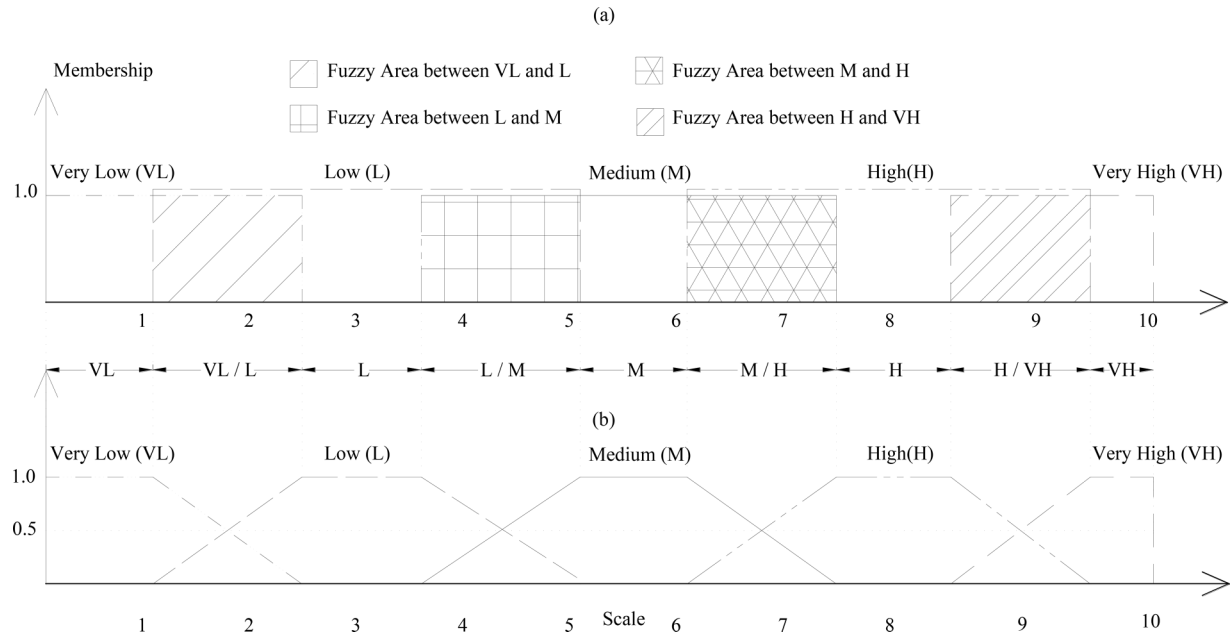 (a)
Membership
Fuzzy Area between VL and L
Fuzzy Area between M and H
Fuzzy Area between L and M
Fuzzy Area between H and VH
Very Low (VL) Low (L) Medium (M) High(H) Very High (VH)
1.0
1 2 3 4 5 6 7 8 9 10
VL VL / L L L / M M M / H H H / VH VH
(b)
Very Low (VL) Low (L) Medium (M) High(H) Very High (VH)
1.0
0.5
1 2 3 4 5 Scale 6 7 8 9 10